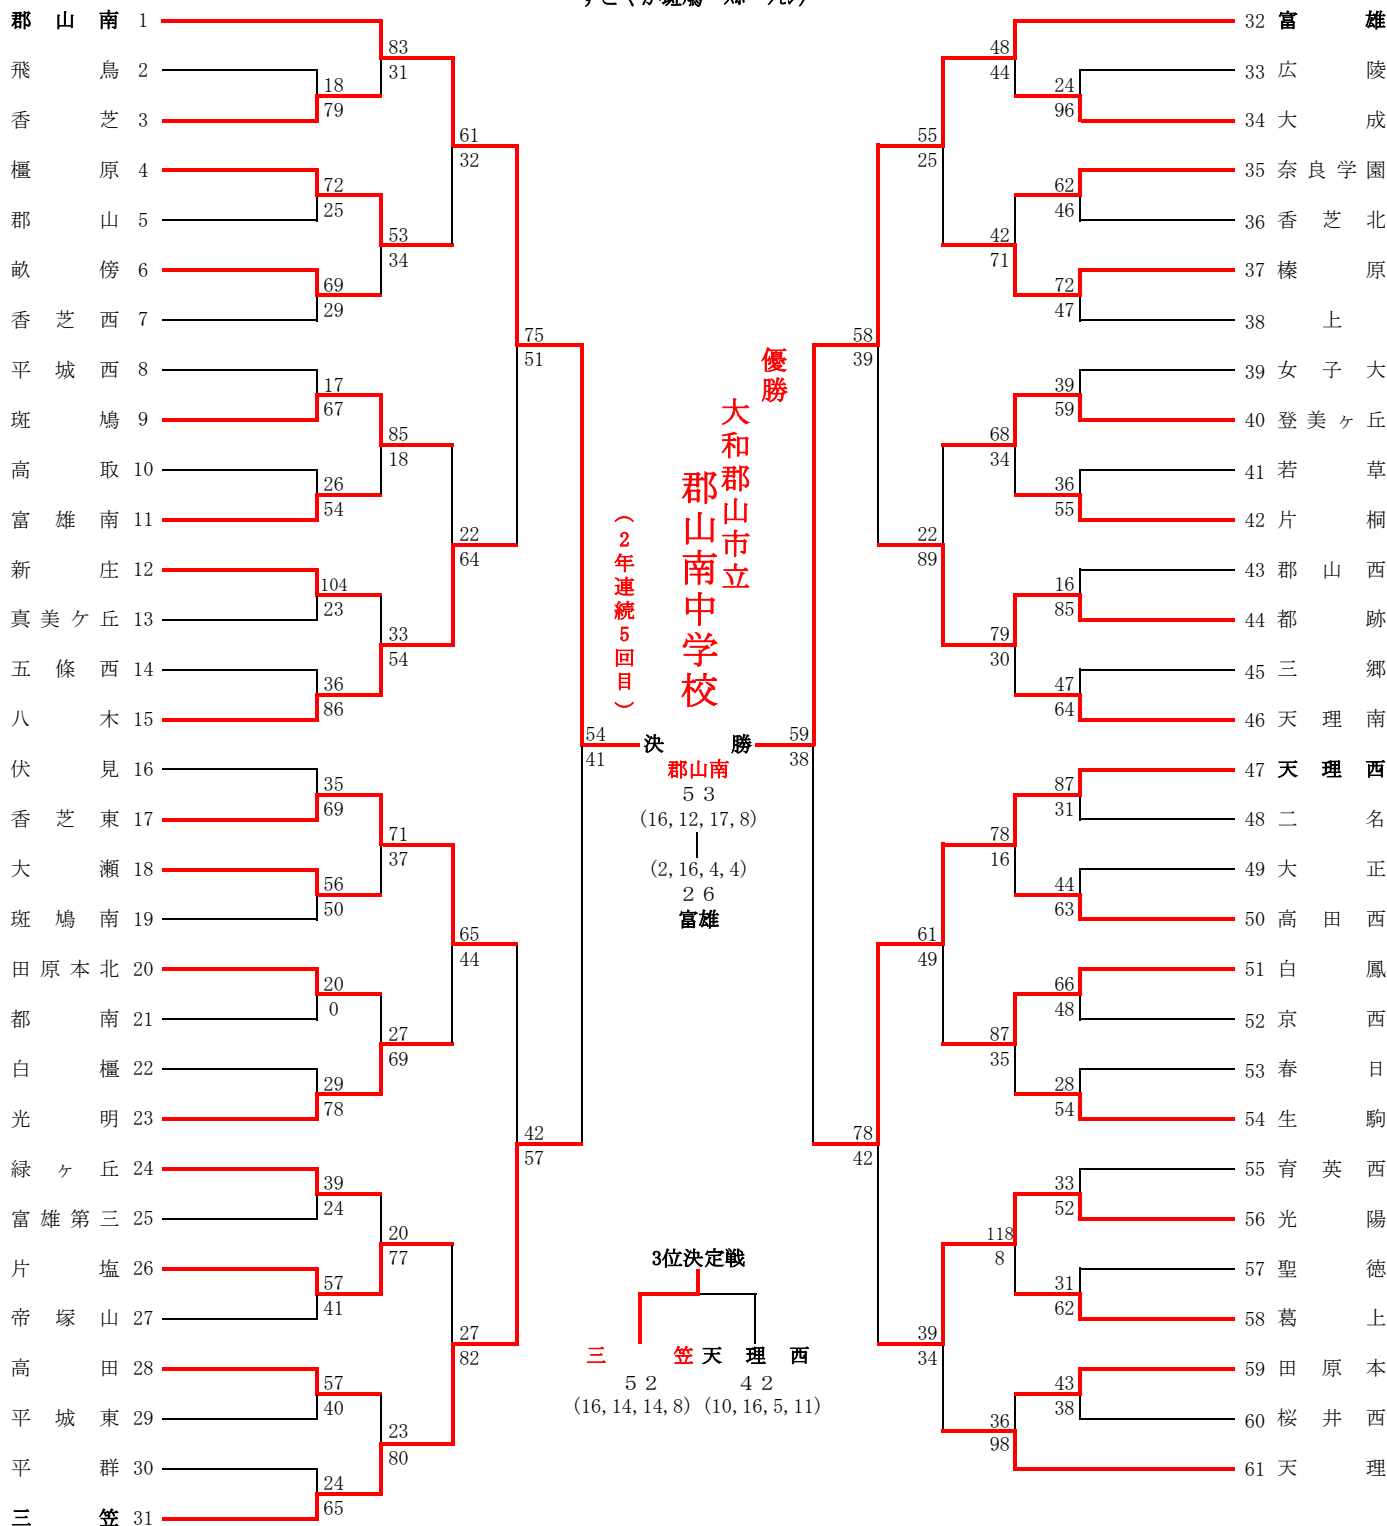 郡山南 1
飛鳥 2
香芝 3
橿原 4
郡山 5
畝傍 6
香芝西 7
平城西 8
斑鳩 9
高取 10
富雄南 11
新庄 12
真美ケ丘 13
五條西 14
八木 15
伏見 16
香芝東 17
大瀬 18
斑鳩南 19
田原本北 20
都南 21
白橿 22
光明 23
緑ヶ丘 24
富雄第三 25
片塩 26
帝塚山 27
高田 28
平城東 29
平群 30
三笠 31
18
79
72
25
69
29
17
67
26
54
104
23
36
86
35
69
56
50
20
0
29
78
39
24
57
41
57
40
24
65
83
31
53
34
85
18
33
54
71
37
27
69
20
77
23
80
61
32
22
64
65
44
27
82
75
51
42
57
54
41
優勝
大和郡山市立
郡山南中学校
(2年連続5回目)
決勝
郡山南
53
(16,12,17,8)
(2,16,4,4)
26
富雄
3位決定戦
三笠 天理西
52 42
(16,14,14,8) (10,16,5,11)
59
38
58
39
78
42
55
25
22
89
61
49
39
34
48
44
42
71
68
34
79
30
78
16
87
35
118
8
36
98
24
96
62
46
72
47
39
59
36
55
16
85
47
64
87
31
44
63
66
48
28
54
33
52
31
62
43
38
32 富雄
33 広陵
34 大成
35 奈良学園
36 香芝北
37 榛原
38 上
39 女子大
40 登美ヶ丘
41 若草
42 片桐
43 郡山西
44 都跡
45 三郷
46 天理南
47 天理西
48 二名
49 大正
50 高田西
51 白鳳
52 京西
53 春日
54 生駒
55 育英西
56 光陽
57 聖徳
58 葛上
59 田原本
60 桜井西
61 天理